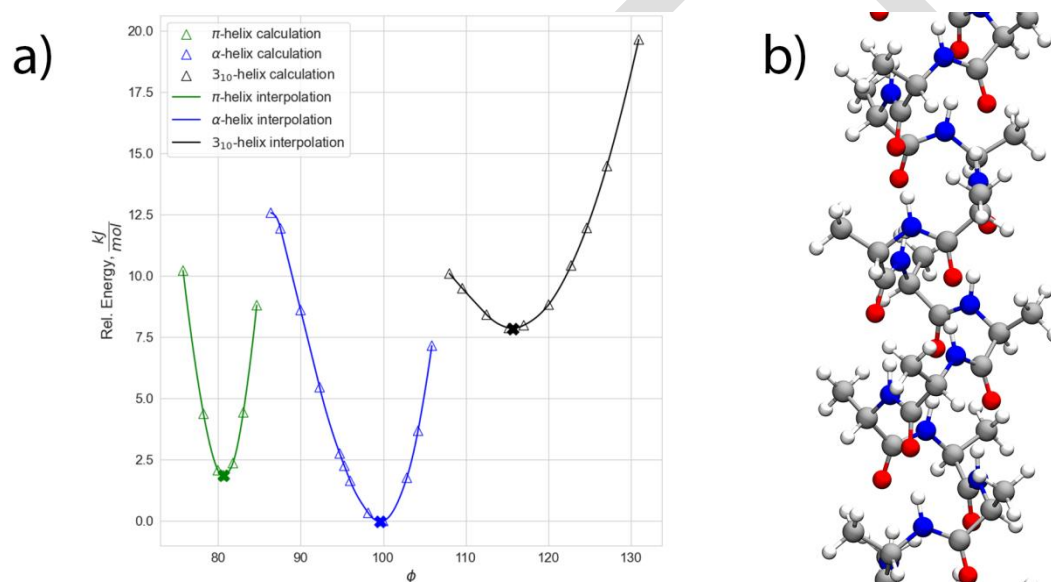 a)
20.0
17.5
15.0
12.5
10.0
7.5
5.0
2.5
0.0
Rel. Energy, kJ/mol
π-helix calculation
α-helix calculation
3₁₀-helix calculation
π-helix interpolation
α-helix interpolation
3₁₀-helix interpolation
80 90 100 110 120 130
ϕ
b)